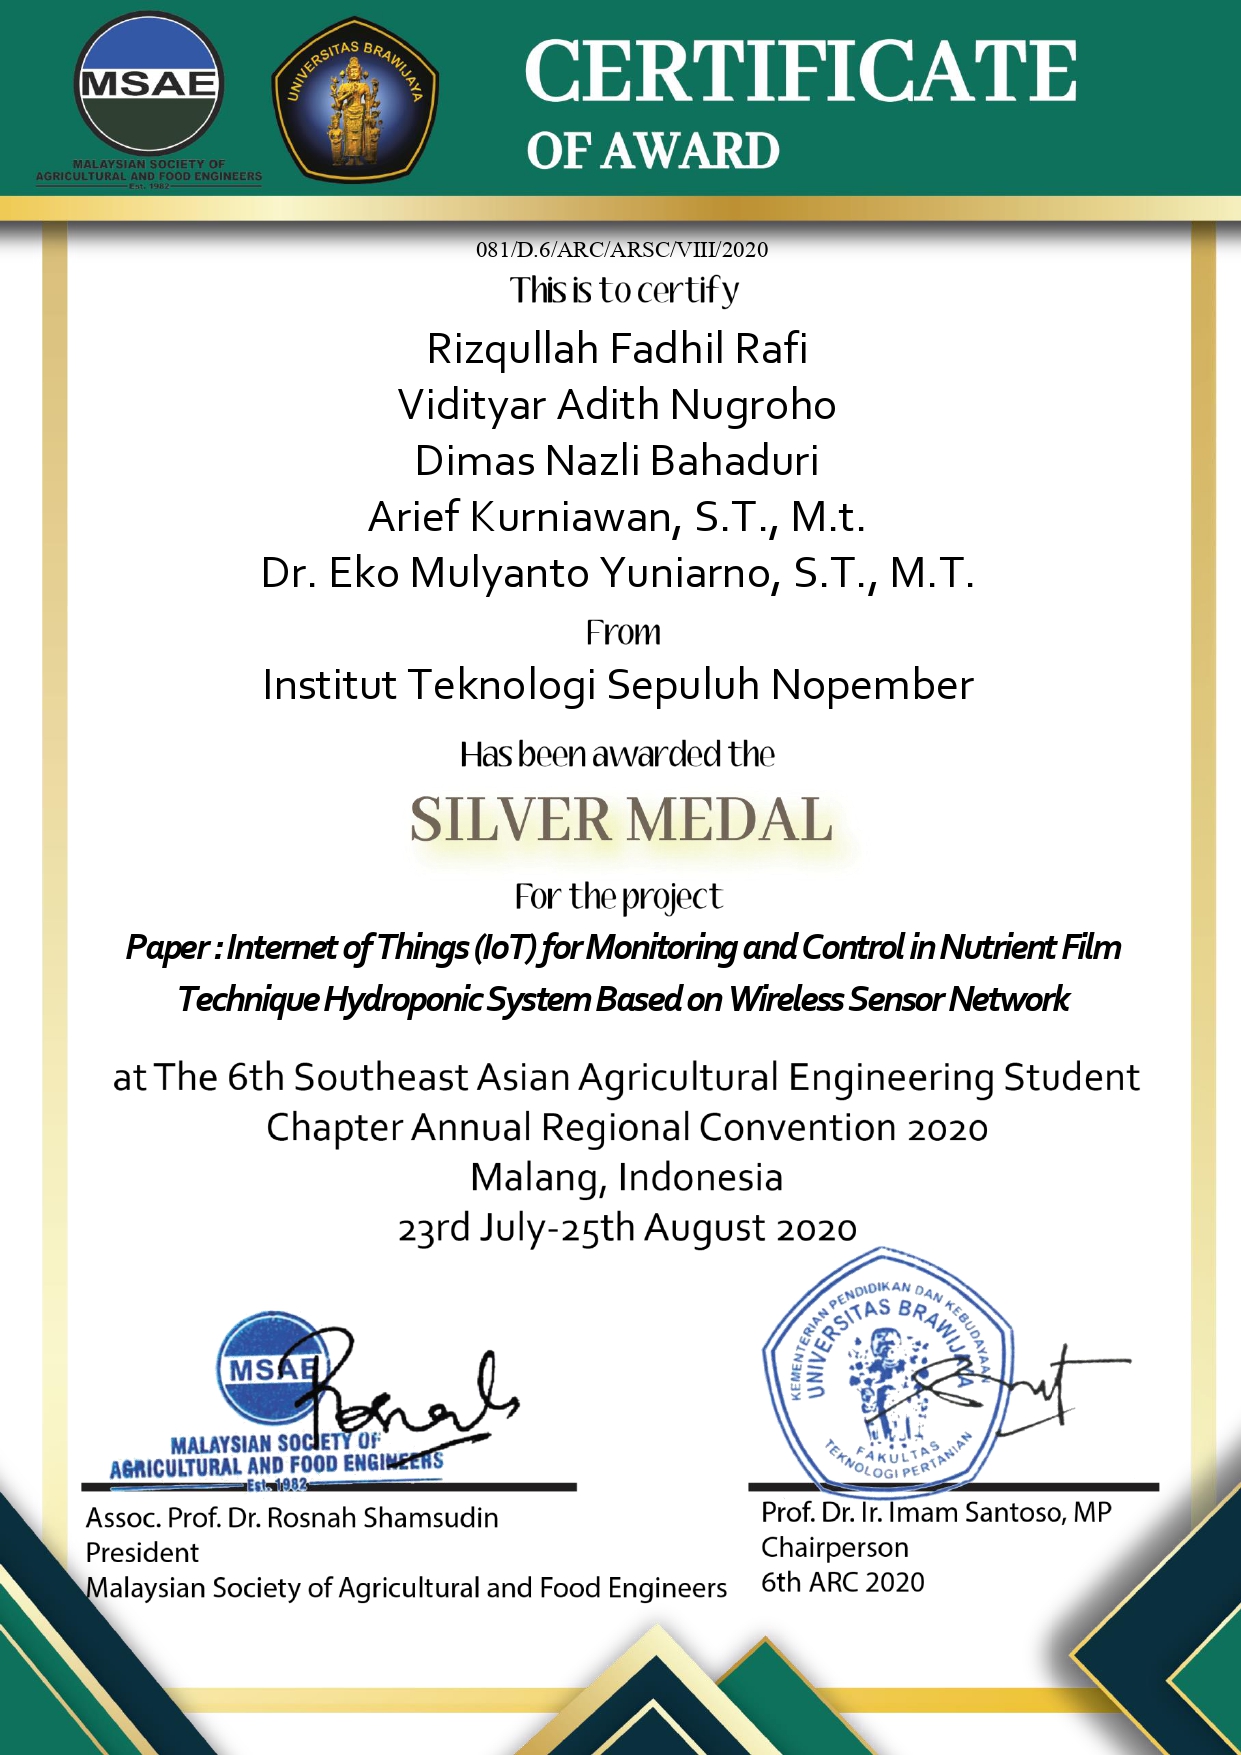 MSAE
MALAYSIAN SOCIETY OF
AGRICULTURAL AND FOOD ENGINEERS
Est. 1982
UNIVERSITAS BRAWIJAYA
CERTIFICATE
OF AWARD
081/D.6/ARC/ARSC/VIII/2020
This is to certify
Rizqullah Fadhil Rafi
Vidityar Adith Nugroho
Dimas Nazli Bahaduri
Arief Kurniawan, S.T., M.t.
Dr. Eko Mulyanto Yuniarno, S.T., M.T.
From
Institut Teknologi Sepuluh Nopember
Has been awarded the
SILVER MEDAL
For the project
Paper : Internet of Things (IoT) for Monitoring and Control in Nutrient Film
Technique Hydroponic System Based on Wireless Sensor Network
at The 6th Southeast Asian Agricultural Engineering Student
Chapter Annual Regional Convention 2020
Malang, Indonesia
23rd July-25th August 2020
MSAE
MALAYSIAN SOCIETY OF
AGRICULTURAL AND FOOD ENGINEERS
Est. 1982
Rosnah
Assoc. Prof. Dr. Rosnah Shamsudin
President
Malaysian Society of Agricultural and Food Engineers
KEMENTERIAN PENDIDIKAN DAN KEBUDAYAAN
UNIVERSITAS BRAWIJAYA
FAKULTAS
TEKNOLOGI PERTANIAN
Prof. Dr. Ir. Imam Santoso, MP
Chairperson
6th ARC 2020